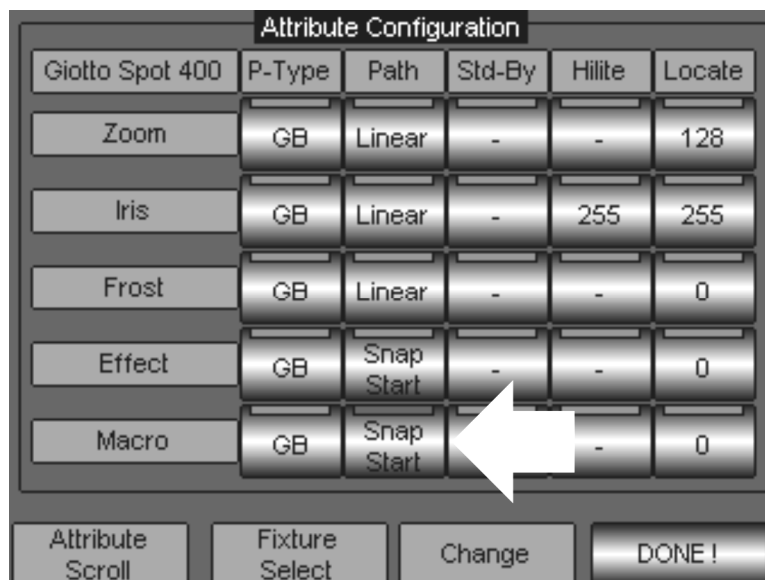 Attribute Configuration
Giotto Spot 400 P-Type Path Std-By Hilite Locate
Zoom GB Linear - - 128
Iris GB Linear - 255 255
Frost GB Linear - - 0
Effect GB Snap Start - - 0
Macro GB Snap Start - 0
Attribute Scroll Fixture Select Change DONE !